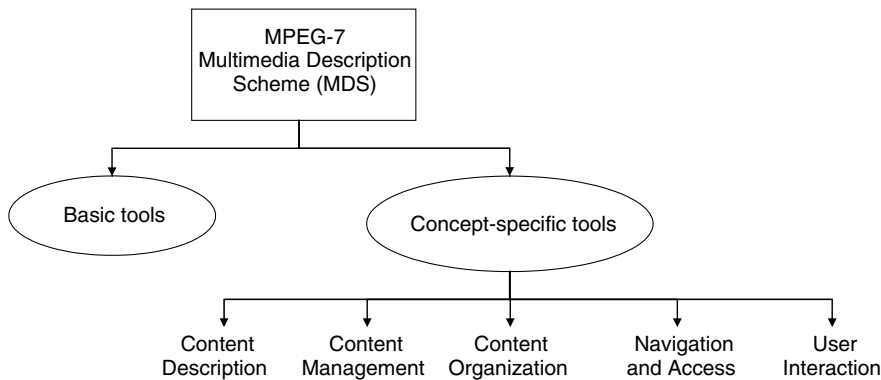 MPEG-7
Multimedia Description
Scheme (MDS)
Basic tools
Concept-specific tools
Content
Description
Content
Management
Content
Organization
Navigation
and Access
User
Interaction